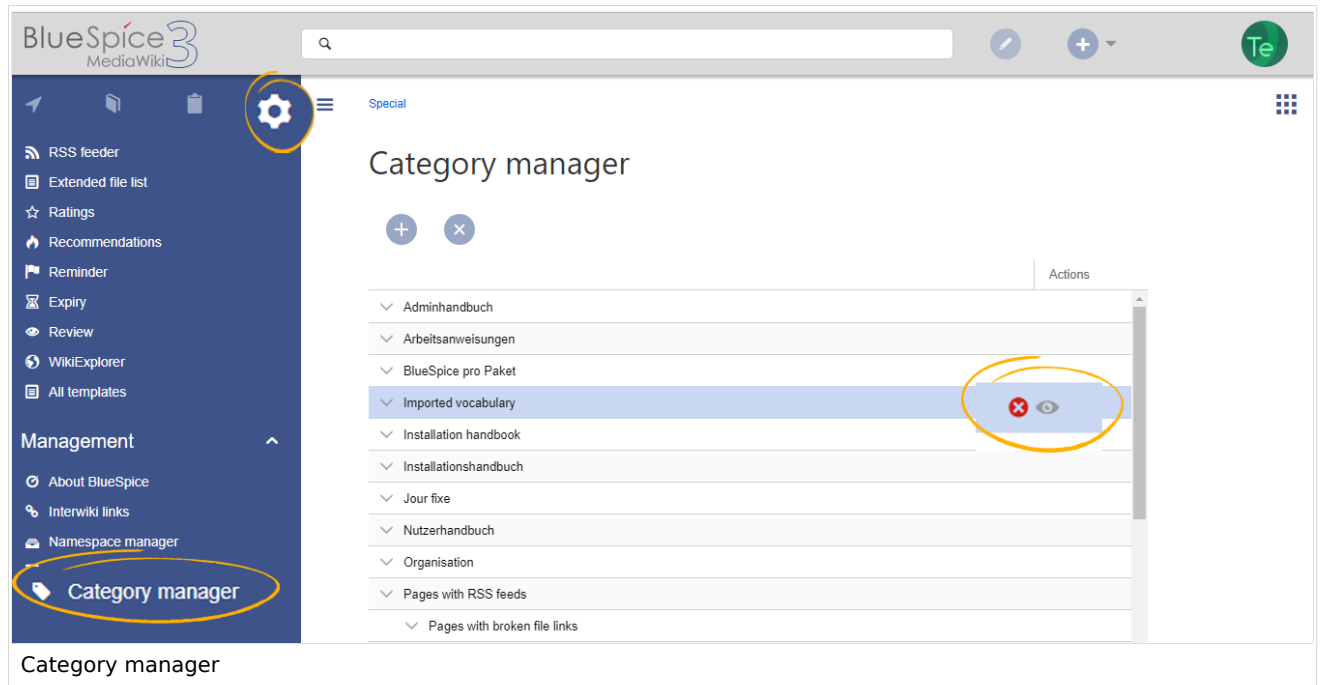 BlueSpice 3
MediaWiki
Te
Special
RSS feeder
Extended file list
Ratings
Recommendations
Reminder
Expiry
Review
WikiExplorer
All templates
Management
About BlueSpice
Interwiki links
Namespace manager
Category manager
Category manager
Actions
Adminhandbuch
Arbeitsanweisungen
BlueSpice pro Paket
Imported vocabulary
Installation handbook
Installationshandbuch
Jour fixe
Nutzerhandbuch
Organisation
Pages with RSS feeds
Pages with broken file links
Category manager